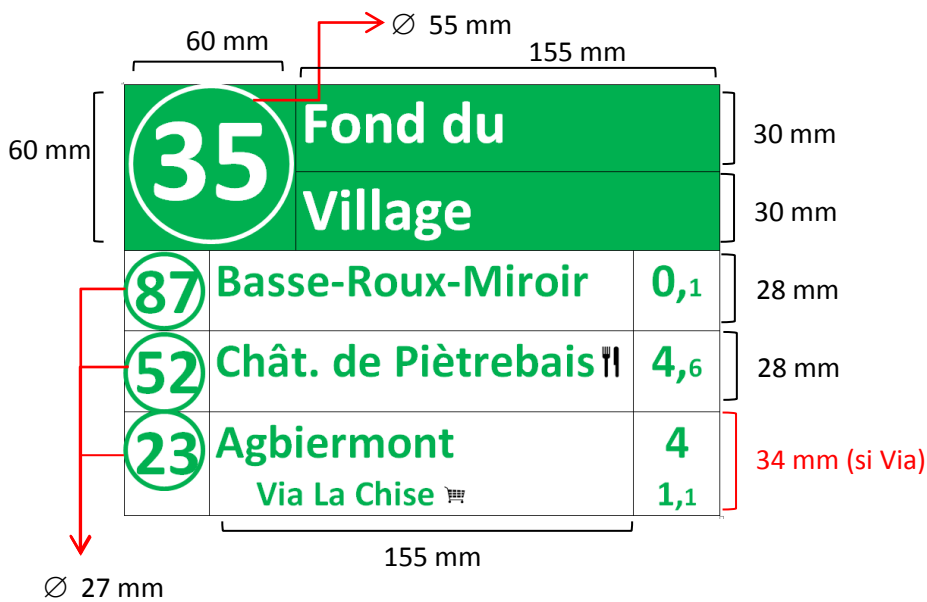 ∅ 55 mm
60 mm
155 mm
60 mm
35
Fond du
30 mm
Village
30 mm
87 Basse-Roux-Miroir 0,1
28 mm
52 Chât. de Piètrebais 4,6
28 mm
23 Agbiermont 4
34 mm (si Via)
Via La Chise 1,1
155 mm
∅ 27 mm